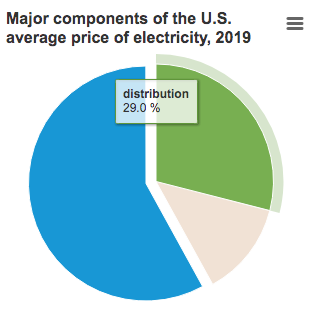 Major components of the U.S.
average price of electricity, 2019
distribution
29.0 %